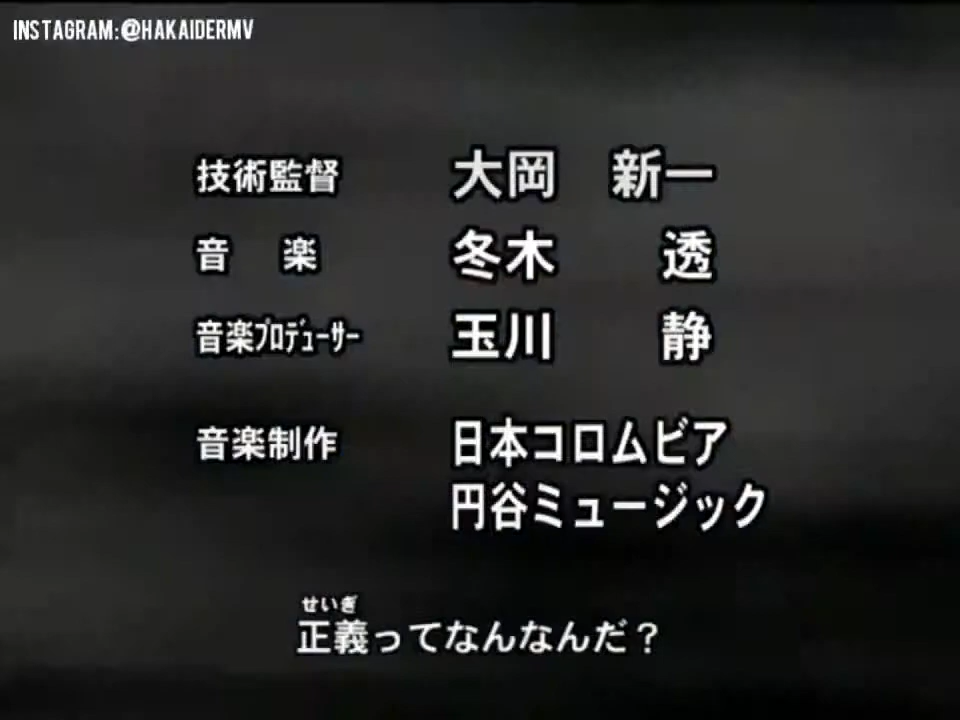 INSTAGRAM:@HAKAIDERMV
技術監督 大岡 新一
音 楽 冬木 透
音楽ﾌﾟﾛﾃﾞｭｰｻｰ 玉川 静
音楽制作 日本コロムビア
円谷ミュージック
せいぎ
正義ってなんなんだ？